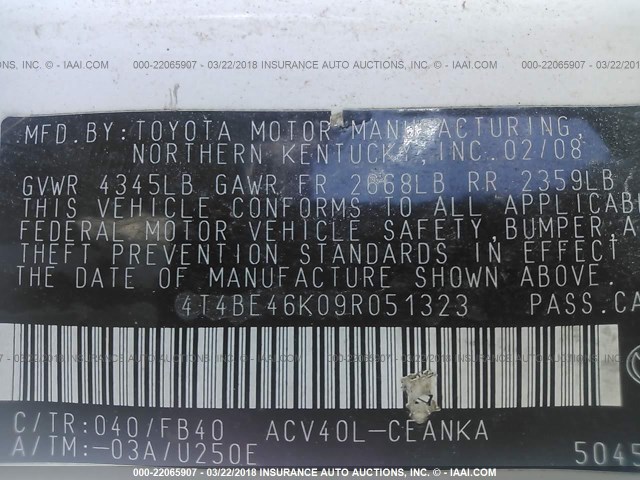 000-22065907 - 03/22/2018 - INSURANCE AUTO AUCTIONS, INC. © - IAAI.COM
MFD.BY:TOYOTA MOTOR MANUFACTURING,
NORTHERN KENTUCKY, INC. 02/08
GVWR 4345LB GAWR FR 2668LB RR 2359LB
THIS VEHICLE CONFORMS TO ALL APPLICABLE
FEDERAL MOTOR VEHICLE SAFETY, BUMPER A
THEFT PREVENTION STANDARDS IN EFFECT
THE DATE OF MANUFACTURE SHOWN ABOVE.
4T4BE46K09R051323 PASS.CA
000-22065907 - 03/22/2018 - INSURANCE AUTO AUCTIONS, INC. © - IAAI.COM
C/TR:040/FB40 ACV40L-CEANKA
A/TM:-03A/U250E 5045
000-22065907 - 03/22/2018 - INSURANCE AUTO AUCTIONS, INC. © - IAAI.COM